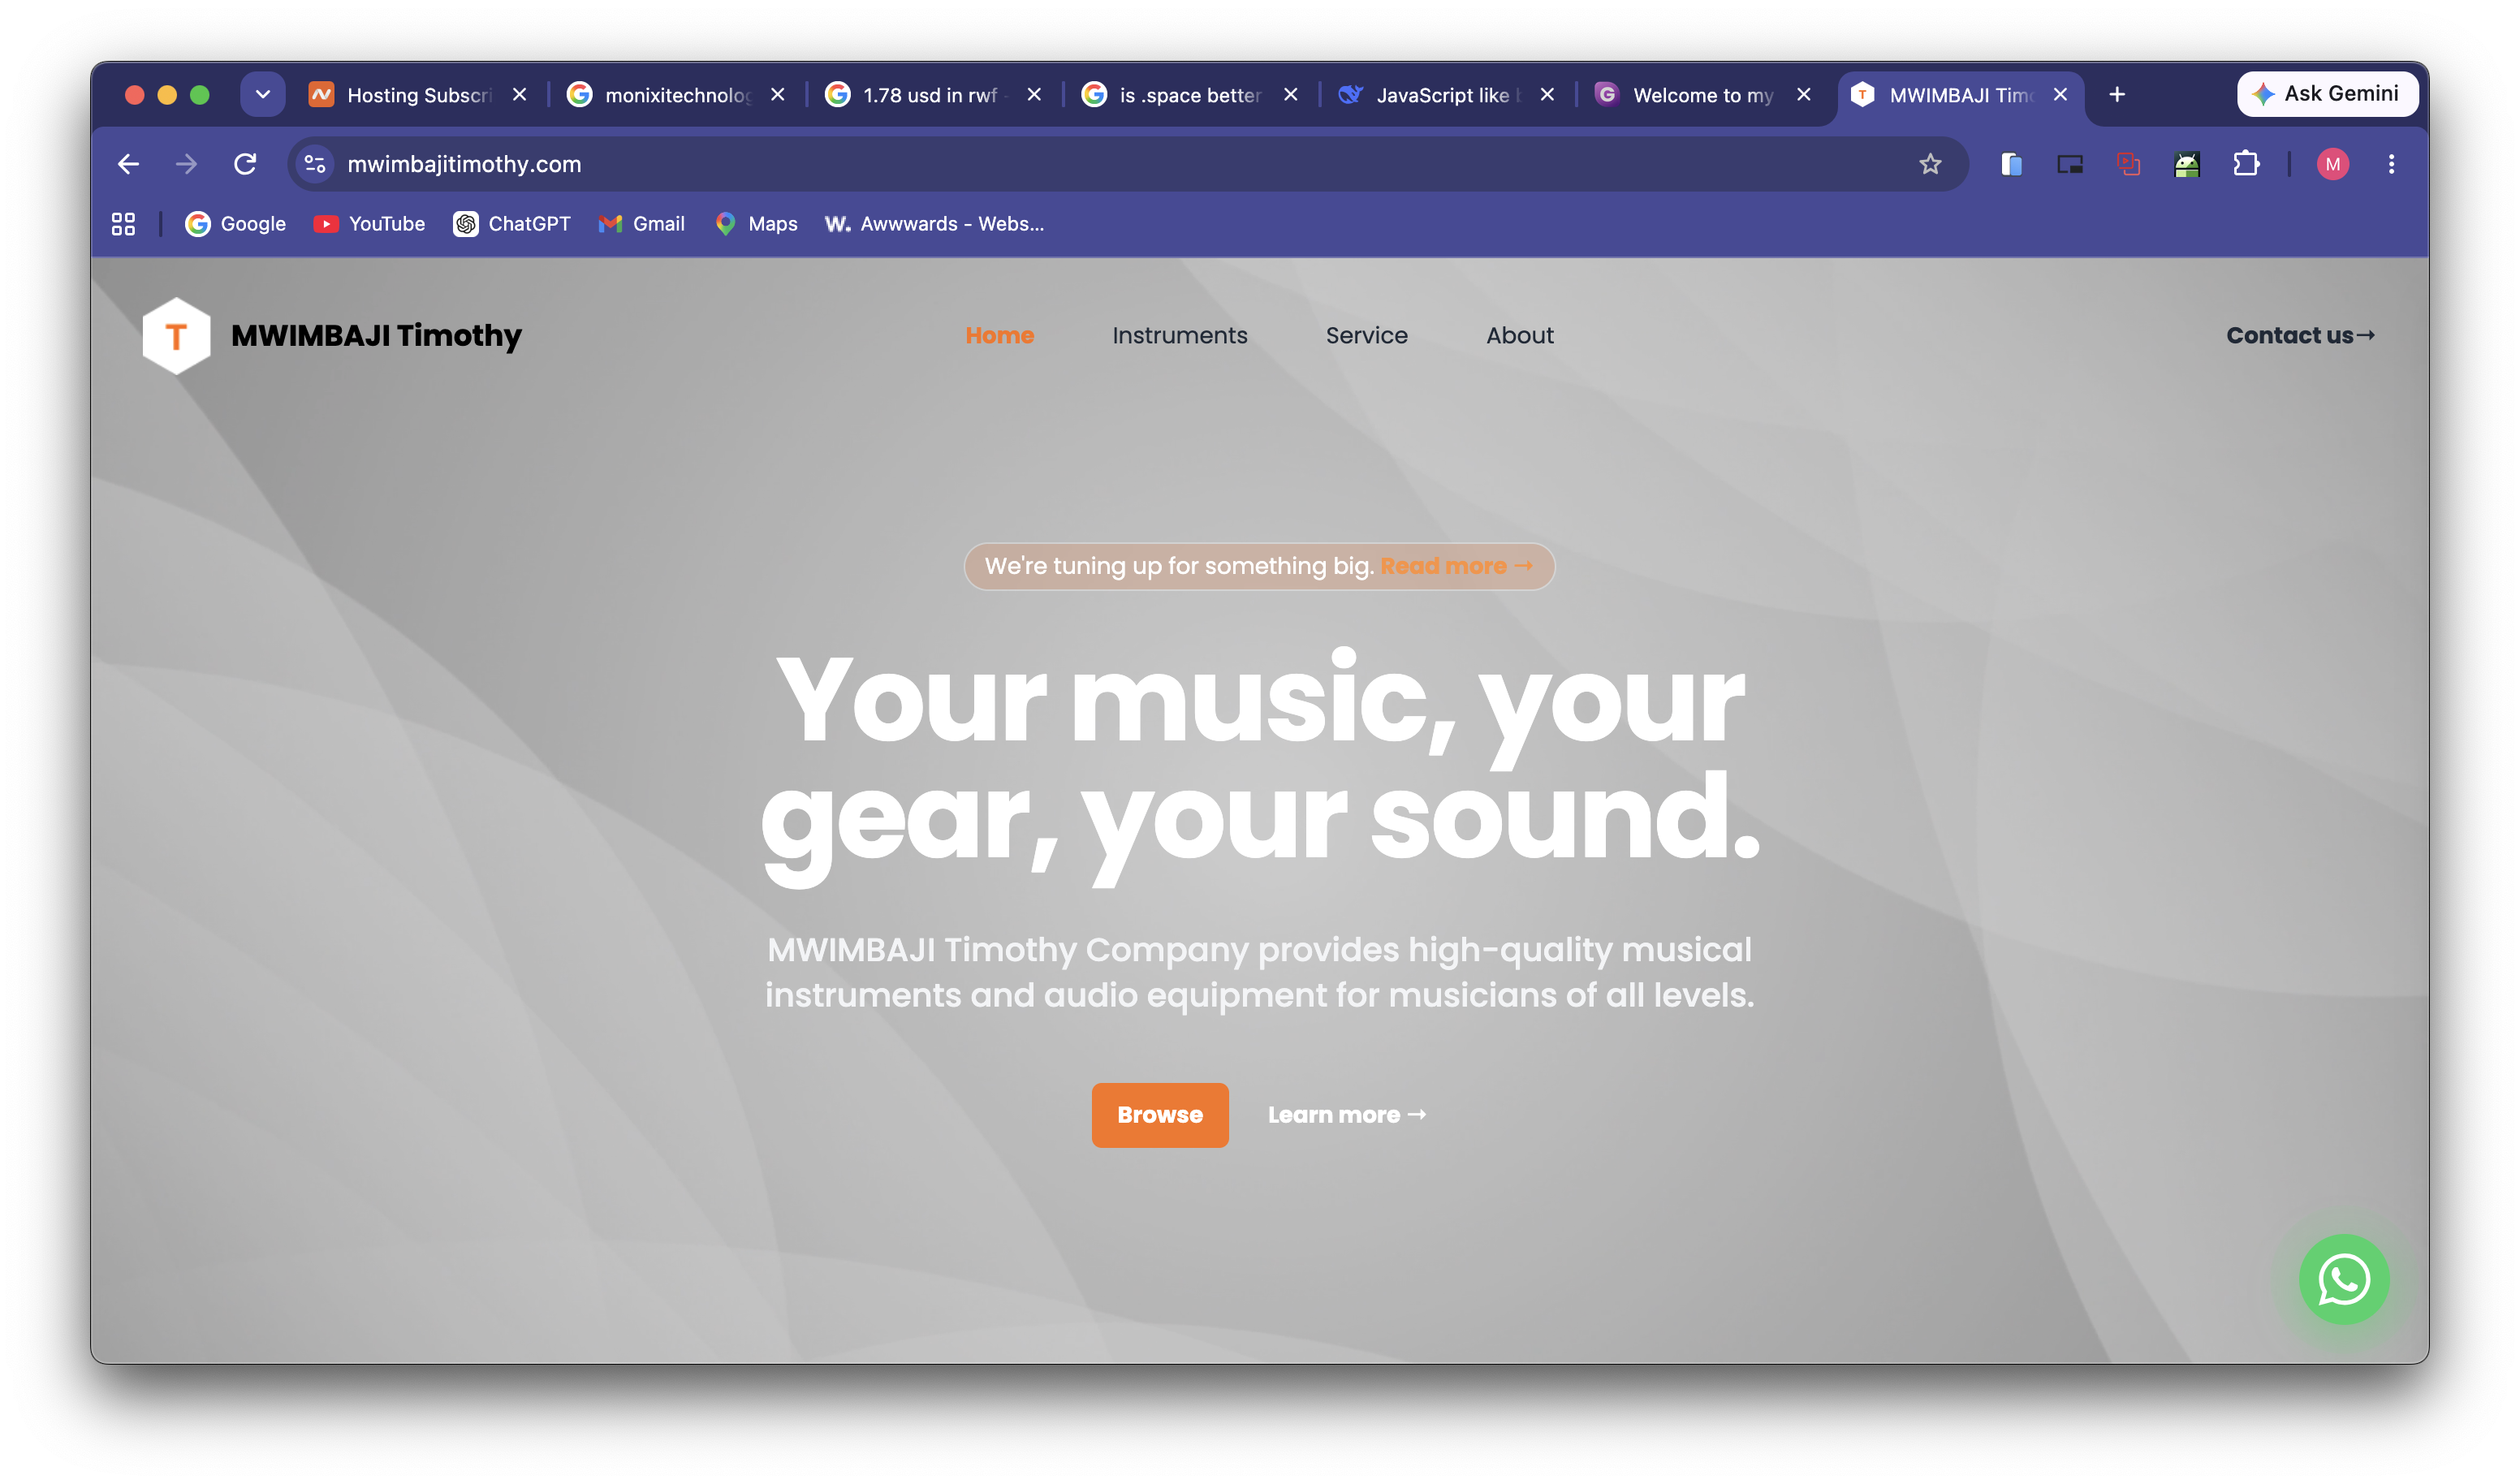 Hosting Subscri
monixitechnolog
1.78 usd in rwf
is .space better
JavaScript like b
Welcome to my
T
MWIMBAJI Timo
Ask Gemini
mwimbajitimothy.com
M
Google
YouTube
ChatGPT
Gmail
Maps
W. Awwwards - Webs...
T
MWIMBAJI Timothy
Home
Instruments
Service
About
Contact us→
We're tuning up for something big. Read more →
Your music, your
gear, your sound.
MWIMBAJI Timothy Company provides high-quality musical
instruments and audio equipment for musicians of all levels.
Browse
Learn more →